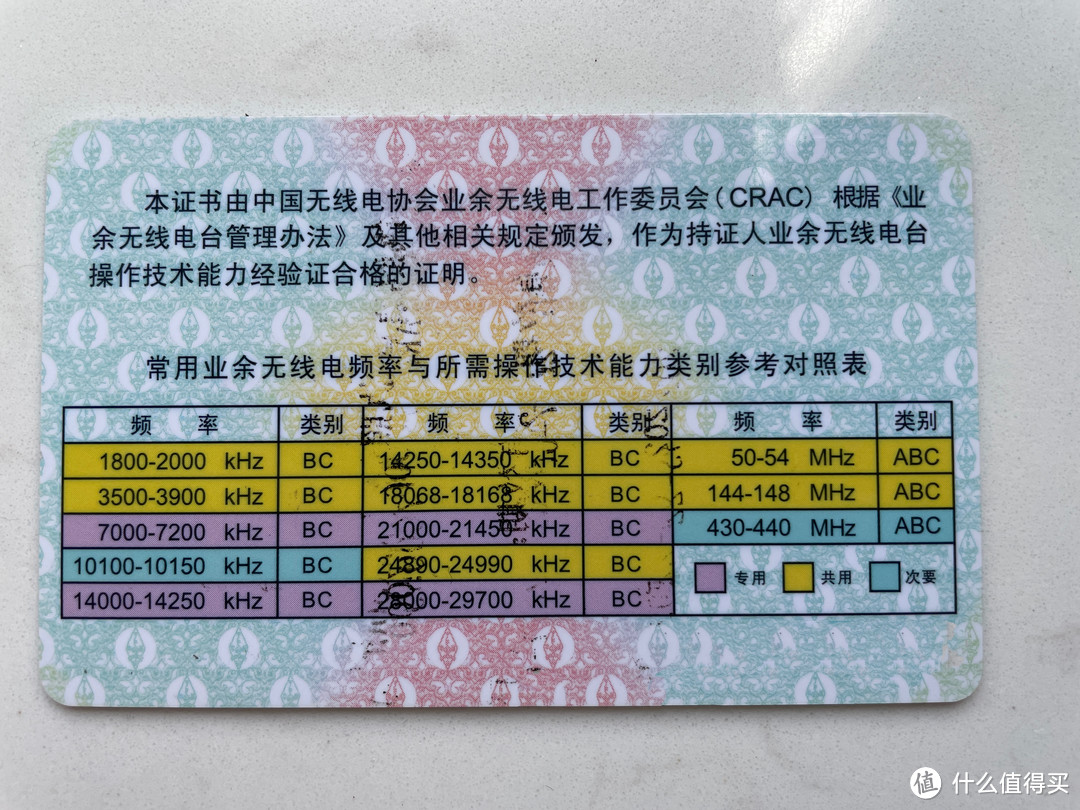 本证书由中国无线电协会业余无线电工作委员会(CRAC)根据《业
余无线电台管理办法》及其他相关规定颁发，作为持证人业余无线电台
操作技术能力经验证合格的证明。
常用业余无线电频率与所需操作技术能力类别参考对照表
频 率 类别 频 率 类别 频 率 类别
1800-2000 kHz BC 14250-14350 kHz BC 50-54 MHz ABC
3500-3900 kHz BC 18068-18168 kHz BC 144-148 MHz ABC
7000-7200 kHz BC 21000-21450 kHz BC 430-440 MHz ABC
10100-10150 kHz BC 24890-24990 kHz BC
14000-14250 kHz BC 28000-29700 kHz BC
专用 共用 次要
值 什么值得买